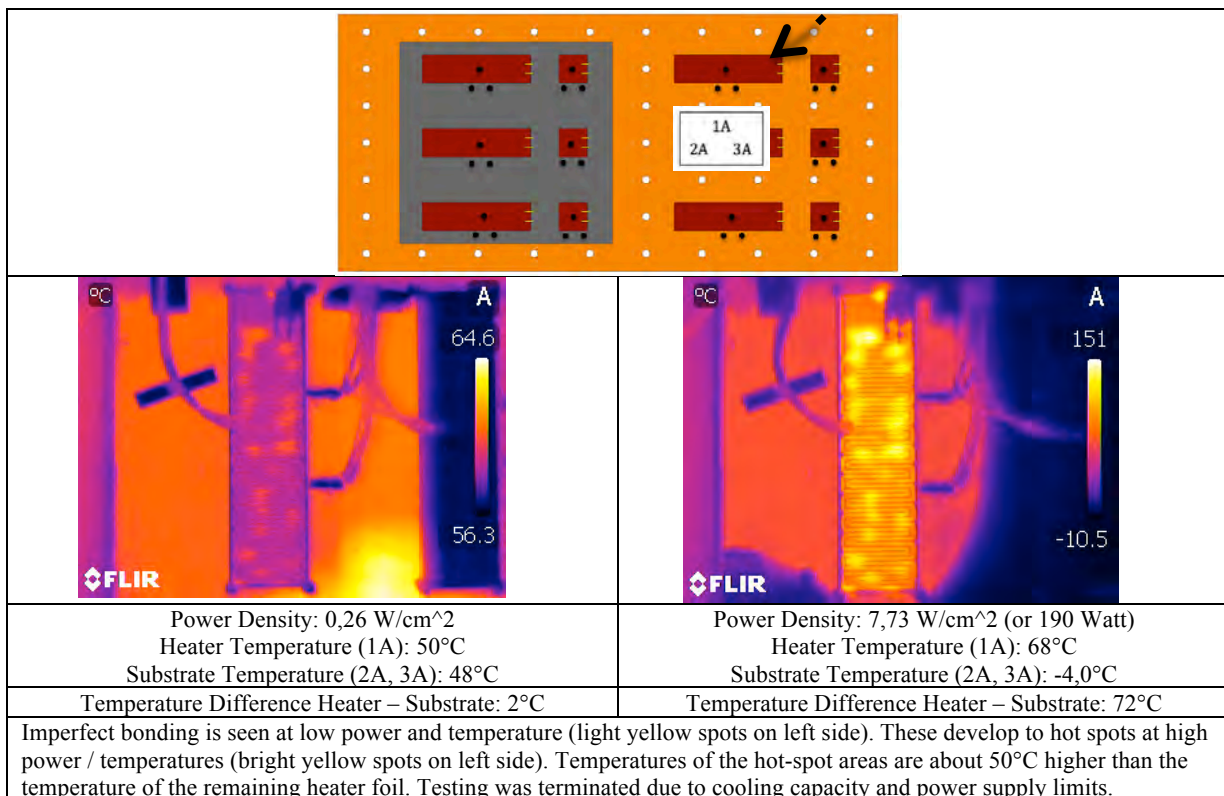 1A
2A 3A
°C A
64.6
56.3
FLIR
°C A
151
-10.5
FLIR
Power Density: 0,26 W/cm^2
Heater Temperature (1A): 50°C
Substrate Temperature (2A, 3A): 48°C
Power Density: 7,73 W/cm^2 (or 190 Watt)
Heater Temperature (1A): 68°C
Substrate Temperature (2A, 3A): -4,0°C
Temperature Difference Heater – Substrate: 2°C
Temperature Difference Heater – Substrate: 72°C
Imperfect bonding is seen at low power and temperature (light yellow spots on left side). These develop to hot spots at high
power / temperatures (bright yellow spots on left side). Temperatures of the hot-spot areas are about 50°C higher than the
temperature of the remaining heater foil. Testing was terminated due to cooling capacity and power supply limits.